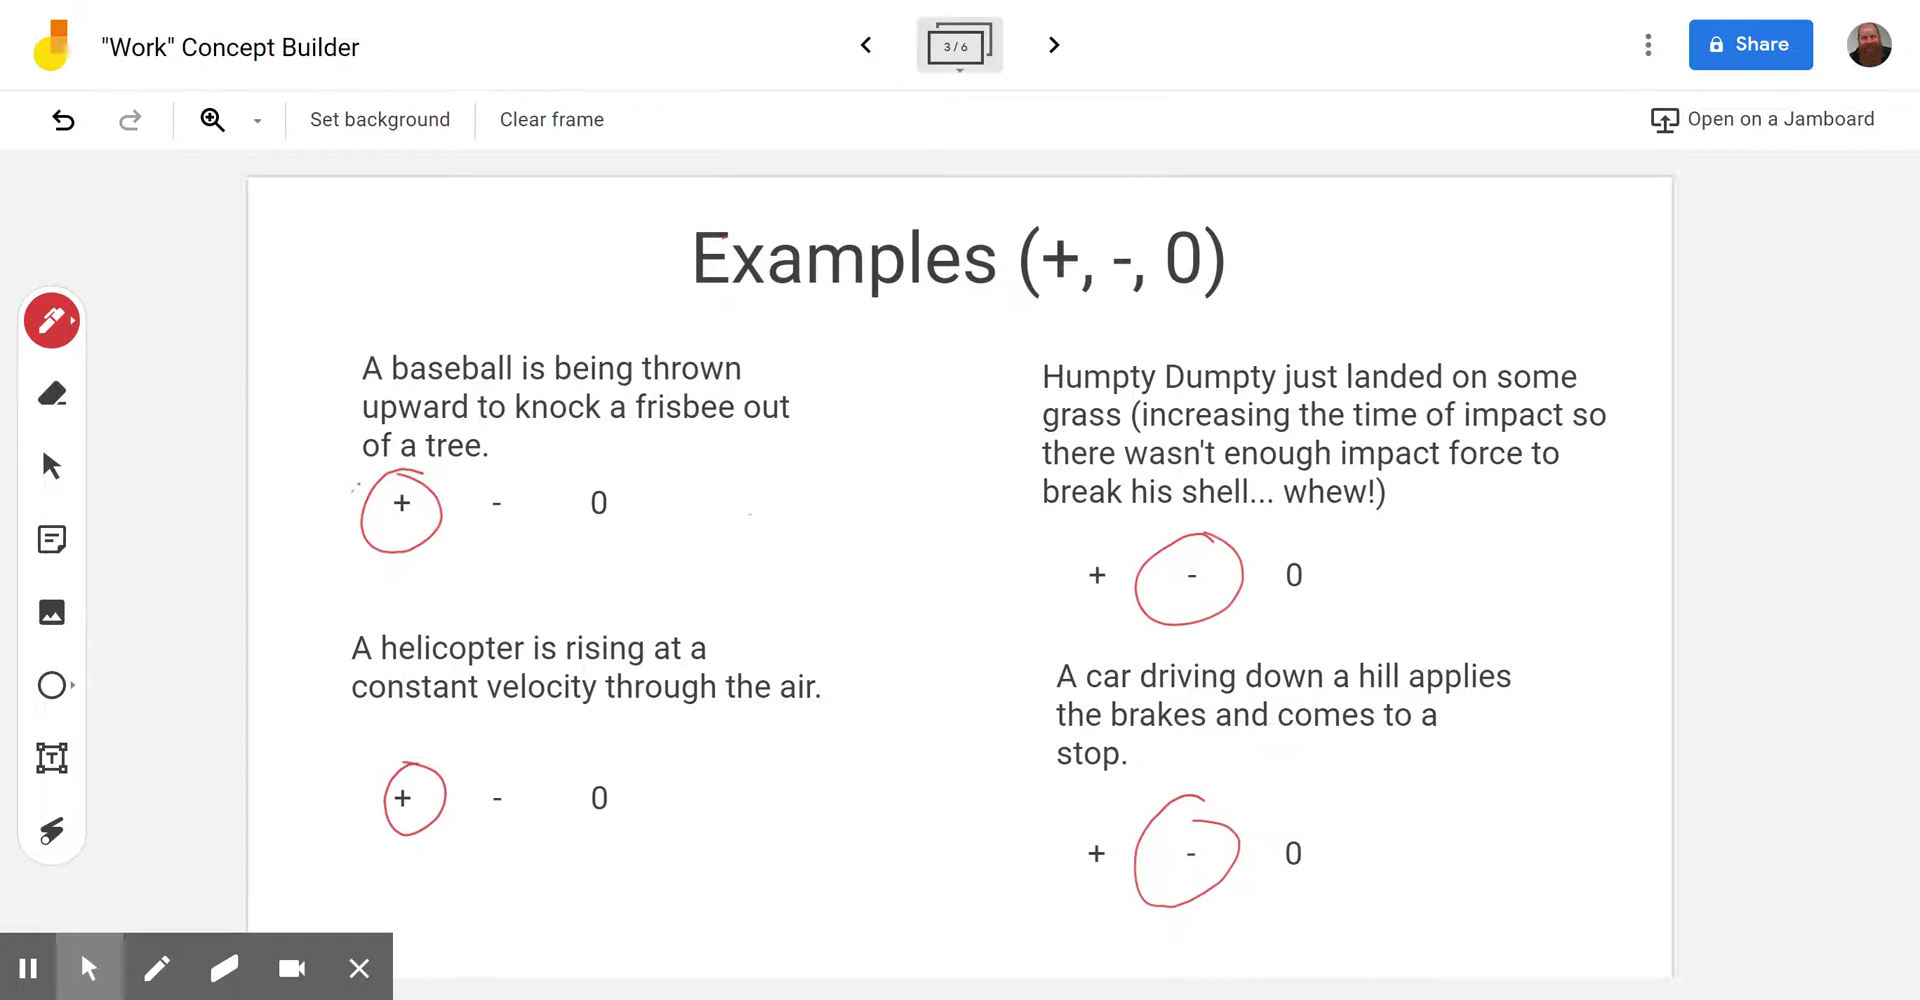 "Work" Concept Builder
3 / 6
Share
Set background
Clear frame
Open on a Jamboard
Examples (+, -, 0)
A baseball is being thrown
upward to knock a frisbee out
of a tree.
+ - 0
A helicopter is rising at a
constant velocity through the air.
+ - 0
Humpty Dumpty just landed on some
grass (increasing the time of impact so
there wasn't enough impact force to
break his shell... whew!)
+ - 0
A car driving down a hill applies
the brakes and comes to a
stop.
+ - 0